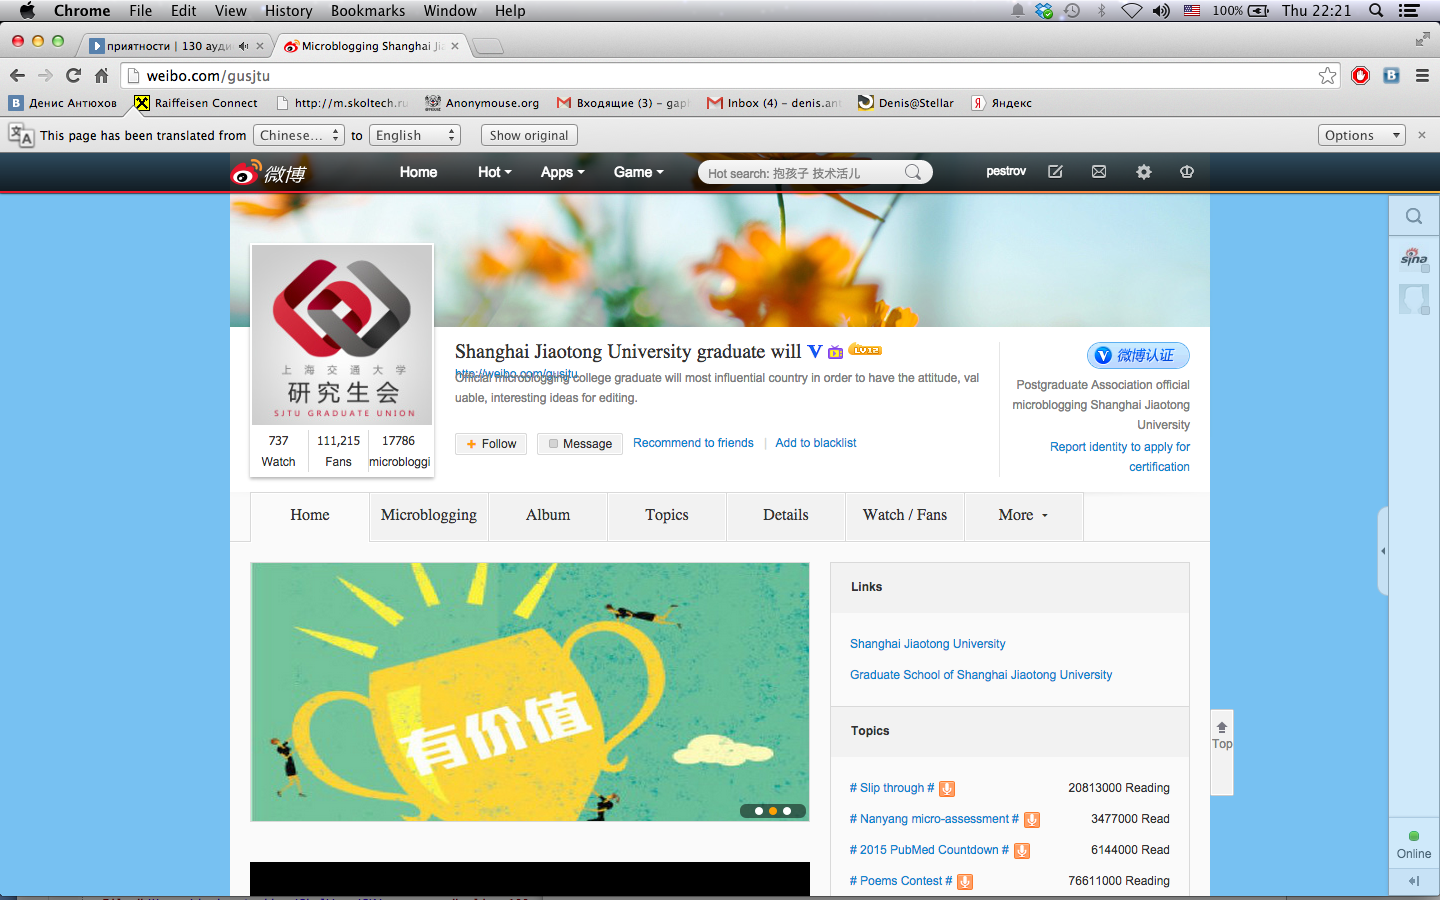 Chrome File Edit View History Bookmarks Window Help 100% Thu 22:21
приятности | 130 ауди
Microblogging Shanghai Jia
weibo.com/gusjtu
Денис Антюхов Raiffeisen Connect http://m.skoltech.ru Anonymouse.org Входящие (3) - gap Inbox (4) - denis.ant Denis@Stellar Яндекс
This page has been translated from Chinese... to English Show original Options
微博 Home Hot Apps Game Hot search: 抱孩子 技术活儿 pestrov
sina
上海交通大学
研究生会
SJTU GRADUATE UNION
737 Watch
111,215 Fans
17786 microbloggi
Shanghai Jiaotong University graduate will V LV12
http://weibo.com/gusjtu
Official microblogging college graduate will most influential country in order to have the attitude, val
uable, interesting ideas for editing.
Follow Message Recommend to friends | Add to blacklist
V 微博认证
Postgraduate Association official
microblogging Shanghai Jiaotong
University
Report identity to apply for
certification
Home Microblogging Album Topics Details Watch / Fans More
有价值
Links
Shanghai Jiaotong University
Graduate School of Shanghai Jiaotong University
Topics
# Slip through # 20813000 Reading
# Nanyang micro-assessment # 3477000 Read
# 2015 PubMed Countdown # 6144000 Read
# Poems Contest # 76611000 Reading
Top
Online